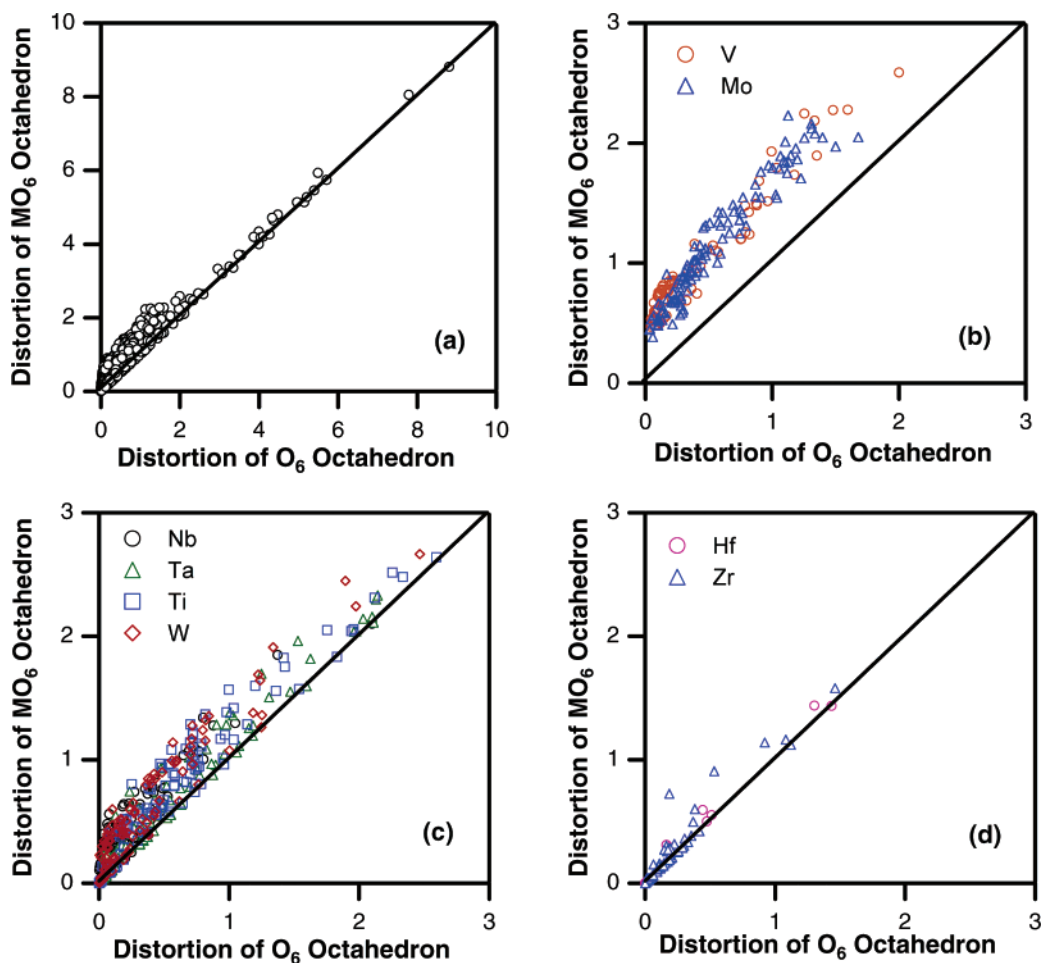 10
8
6
4
2
0
0 2 4 6 8 10
Distortion of MO₆ Octahedron
Distortion of O₆ Octahedron
(a)
3
2
1
0
0 1 2 3
Distortion of MO₆ Octahedron
Distortion of O₆ Octahedron
V
Mo
(b)
3
2
1
0
0 1 2 3
Distortion of MO₆ Octahedron
Distortion of O₆ Octahedron
Nb
Ta
Ti
W
(c)
3
2
1
0
0 1 2 3
Distortion of MO₆ Octahedron
Distortion of O₆ Octahedron
Hf
Zr
(d)